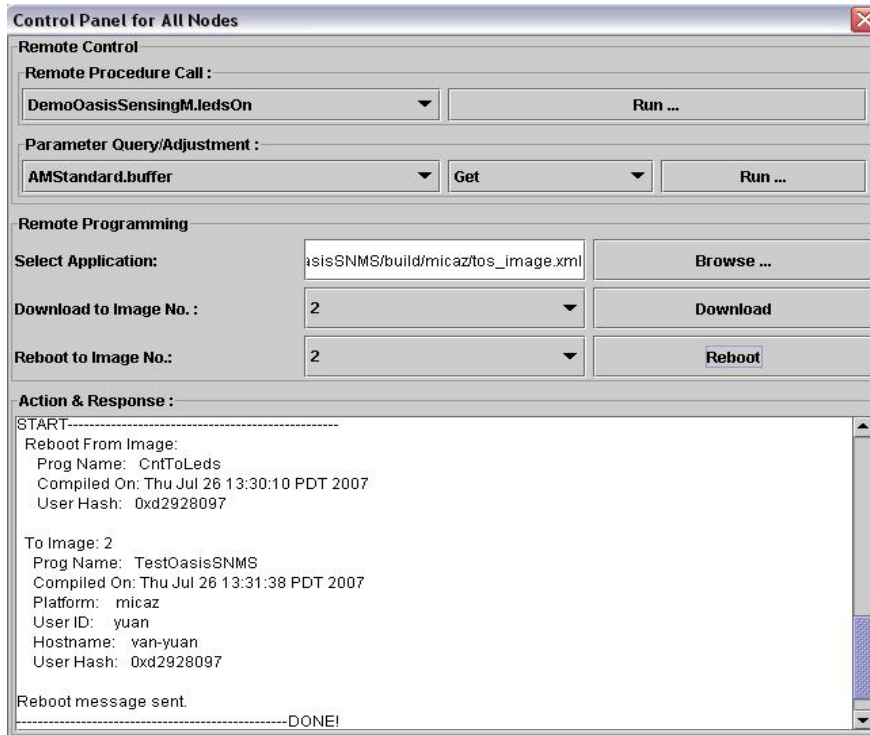 Control Panel for All Nodes
Remote Control
Remote Procedure Call :
DemoOasisSensingM.ledsOn Run ...
Parameter Query/Adjustment :
AMStandard.buffer Get Run ...
Remote Programming
Select Application: asisSNMS/build/micaz/tos_image.xml Browse ...
Download to Image No. : 2 Download
Reboot to Image No.: 2 Reboot
Action & Response :
START---------------------------------------------------
Reboot From Image:
Prog Name: CntToLeds
Compiled On: Thu Jul 26 13:30:10 PDT 2007
User Hash: 0xd2928097
To Image: 2
Prog Name: TestOasisSNMS
Compiled On: Thu Jul 26 13:31:38 PDT 2007
Platform: micaz
User ID: yuan
Hostname: van-yuan
User Hash: 0xd2928097
Reboot message sent.
---------------------------------------------------DONE!